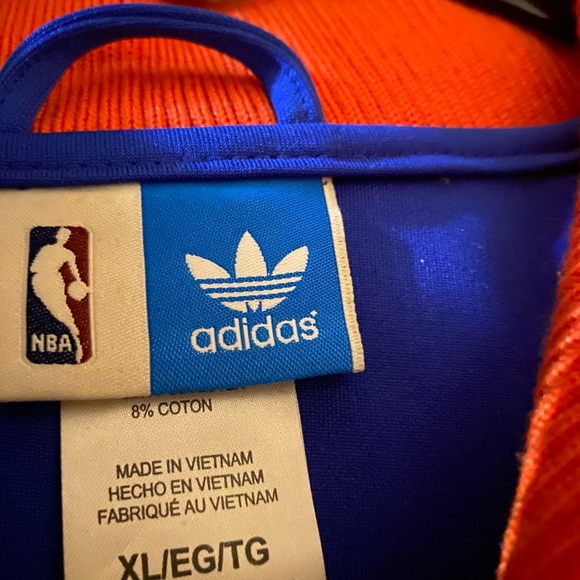 NBA
adidas
8% COTON
MADE IN VIETNAM
HECHO EN VIETNAM
FABRIQUÉ AU VIETNAM
XL/EG/TG